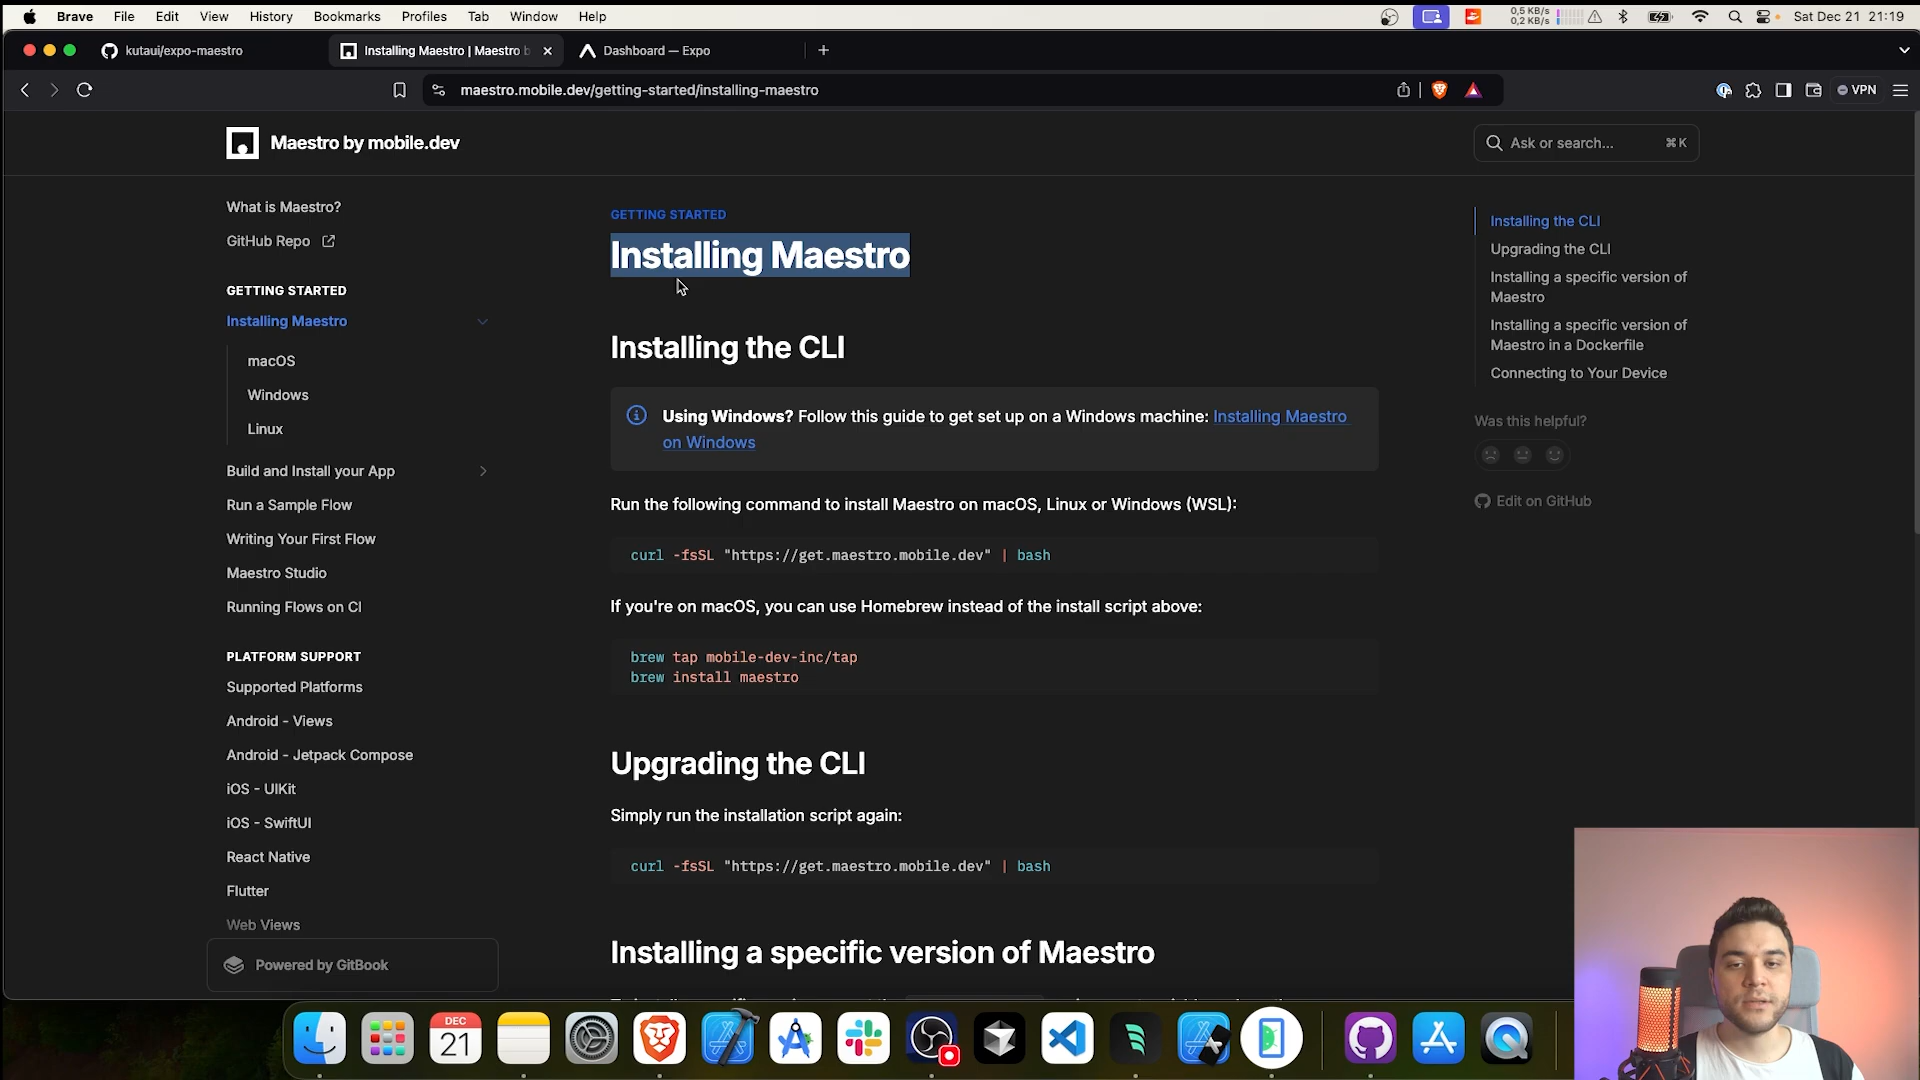 Brave File Edit View History Bookmarks Profiles Tab Window Help
0,5 KB/s
0,2 KB/s
Sat Dec 21 21:19
kutaui/expo-maestro
Installing Maestro | Maestro b
Dashboard — Expo
maestro.mobile.dev/getting-started/installing-maestro
VPN
Maestro by mobile.dev
Ask or search...
⌘K
What is Maestro?
GitHub Repo
GETTING STARTED
Installing Maestro
macOS
Windows
Linux
Build and Install your App
Run a Sample Flow
Writing Your First Flow
Maestro Studio
Running Flows on CI
PLATFORM SUPPORT
Supported Platforms
Android - Views
Android - Jetpack Compose
iOS - UIKit
iOS - SwiftUI
React Native
Flutter
Web Views
Powered by GitBook
GETTING STARTED
Installing Maestro
Installing the CLI
Using Windows? Follow this guide to get set up on a Windows machine: Installing Maestro
on Windows
Run the following command to install Maestro on macOS, Linux or Windows (WSL):
curl -fsSL "https://get.maestro.mobile.dev" | bash
If you're on macOS, you can use Homebrew instead of the install script above:
brew tap mobile-dev-inc/tap
brew install maestro
Upgrading the CLI
Simply run the installation script again:
curl -fsSL "https://get.maestro.mobile.dev" | bash
Installing a specific version of Maestro
Installing the CLI
Upgrading the CLI
Installing a specific version of
Maestro
Installing a specific version of
Maestro in a Dockerfile
Connecting to Your Device
Was this helpful?
Edit on GitHub
DEC
21